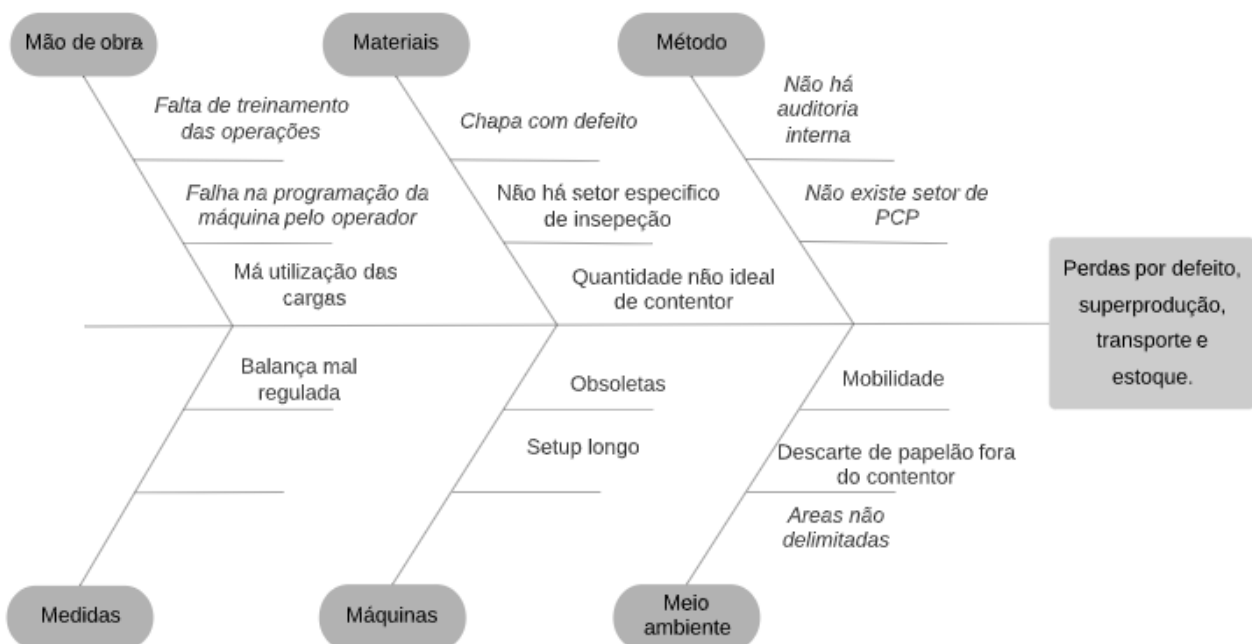 Mão de obra
Materiais
Método
Falta de treinamento
das operações
Chapa com defeito
Não há
auditoria
interna
Falha na programação da
máquina pelo operador
Não há setor especifico
de insepeção
Não existe setor de
PCP
Má utilização das
cargas
Quantidade não ideal
de contentor
Perdas por defeito,
superprodução,
transporte e
estoque.
Balança mal
regulada
Obsoletas
Mobilidade
Setup longo
Descarte de papelão fora
do contentor
Areas não
delimitadas
Medidas
Máquinas
Meio
ambiente